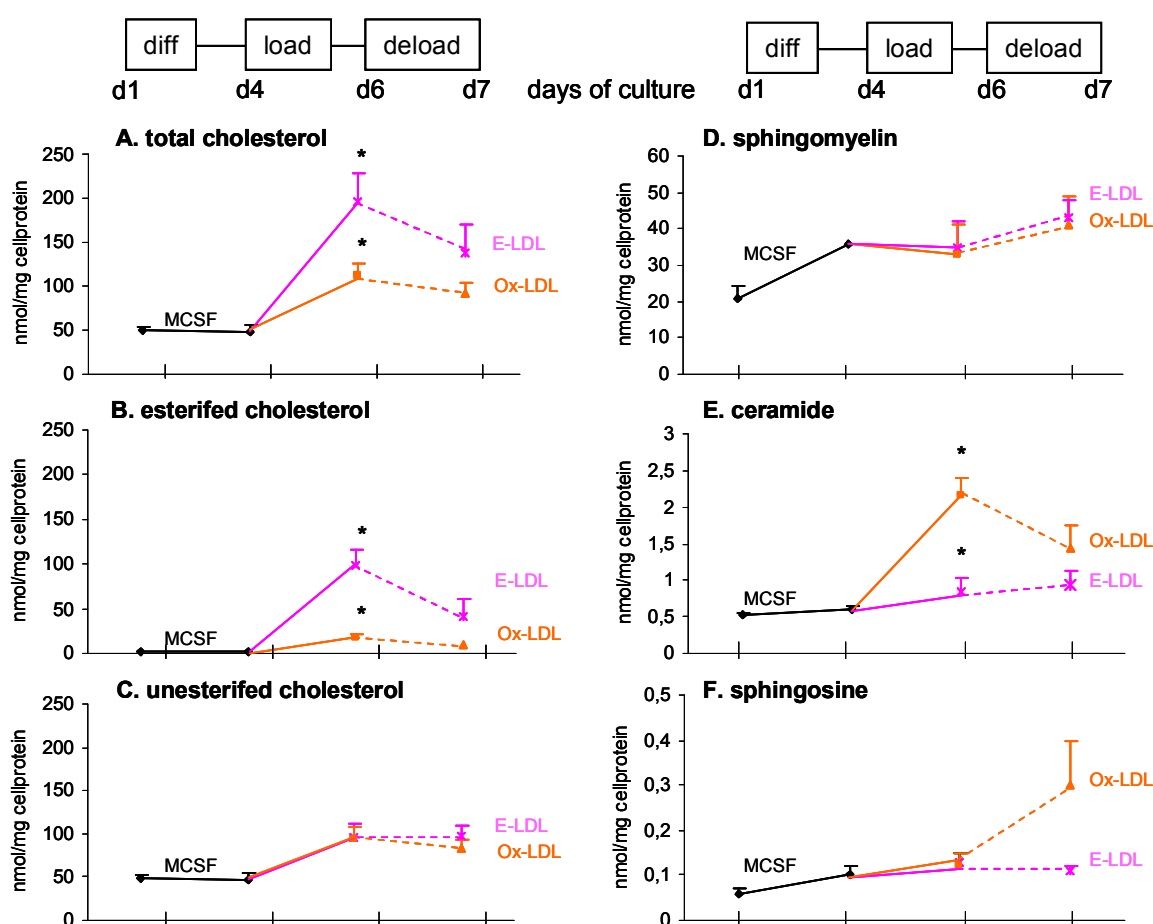 diff load deload
d1 d4 d6 d7
days of culture
diff load deload
d1 d4 d6 d7
A. total cholesterol
nmol/mg cellprotein
250
200
150
100
50
0
*
*
MCSF
E-LDL
Ox-LDL
B. esterifed cholesterol
nmol/mg cellprotein
250
200
150
100
50
0
*
*
MCSF
E-LDL
Ox-LDL
C. unesterifed cholesterol
nmol/mg cellprotein
250
200
150
100
50
0
MCSF
E-LDL
Ox-LDL
D. sphingomyelin
nmol/mg cellprotein
60
50
40
30
20
10
0
MCSF
E-LDL
Ox-LDL
E. ceramide
nmol/mg cellprotein
3
2,5
2
1,5
1
0,5
0
*
*
MCSF
Ox-LDL
E-LDL
F. sphingosine
nmol/mg cellprotein
0,5
0,4
0,3
0,2
0,1
0
MCSF
Ox-LDL
E-LDL